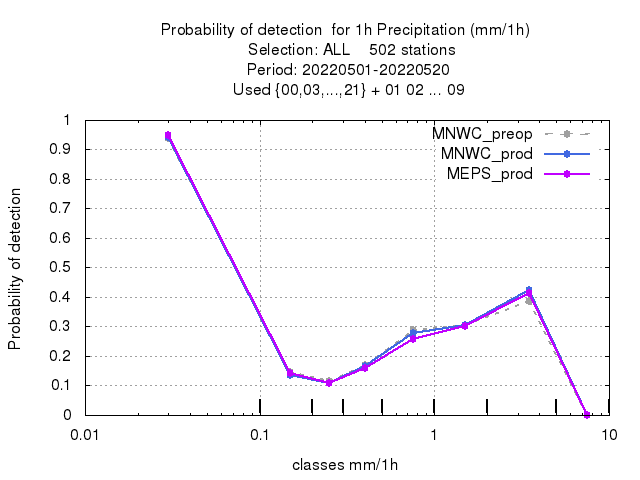 Probability of detection  for 1h Precipitation (mm/1h)
Selection: ALL    502 stations
Period: 20220501-20220520
Used {00,03,...,21} + 01 02 ... 09
MNWC_preop
MNWC_prod
MEPS_prod
Probability of detection
1
0.9
0.8
0.7
0.6
0.5
0.4
0.3
0.2
0.1
0
0.01 0.1 1 10
classes mm/1h